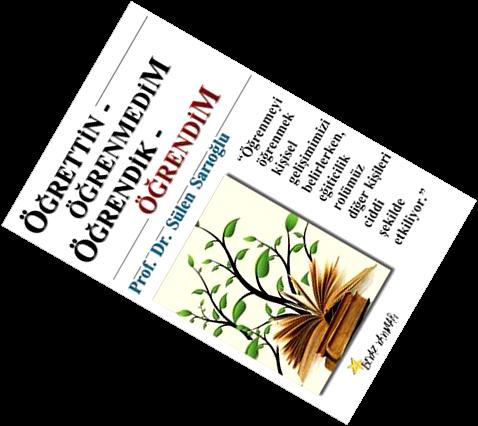 ÖĞRETTİN -
ÖĞRENMEDİM
ÖĞRENDİK -
ÖĞRENDİM
Prof. Dr. Sülen Sarıoğlu
“Öğrenmeyi
öğrenmek
kişisel
gelişimimizi
belirlerken,
eğiticilik
rolümüz
diğer kişileri
ciddi
şekilde
etkiliyor.”